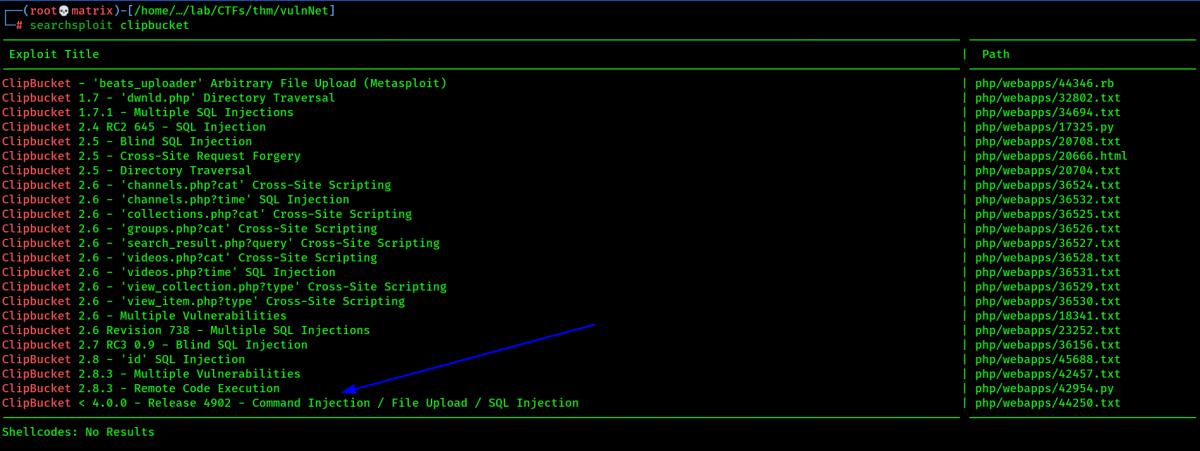 ┌──(root💀matrix)-[/home/…/lab/CTFs/thm/vulnNet]
└─# searchsploit clipbucket
Exploit Title | Path
ClipBucket - 'beats_uploader' Arbitrary File Upload (Metasploit) | php/webapps/44346.rb
Clipbucket 1.7 - 'dwnld.php' Directory Traversal | php/webapps/32802.txt
Clipbucket 1.7.1 - Multiple SQL Injections | php/webapps/34694.txt
Clipbucket 2.4 RC2 645 - SQL Injection | php/webapps/17325.py
Clipbucket 2.5 - Blind SQL Injection | php/webapps/20708.txt
Clipbucket 2.5 - Cross-Site Request Forgery | php/webapps/20666.html
Clipbucket 2.5 - Directory Traversal | php/webapps/20704.txt
Clipbucket 2.6 - 'channels.php?cat' Cross-Site Scripting | php/webapps/36524.txt
Clipbucket 2.6 - 'channels.php?time' SQL Injection | php/webapps/36532.txt
Clipbucket 2.6 - 'collections.php?cat' Cross-Site Scripting | php/webapps/36525.txt
Clipbucket 2.6 - 'groups.php?cat' Cross-Site Scripting | php/webapps/36526.txt
Clipbucket 2.6 - 'search_result.php?query' Cross-Site Scripting | php/webapps/36527.txt
Clipbucket 2.6 - 'videos.php?cat' Cross-Site Scripting | php/webapps/36528.txt
Clipbucket 2.6 - 'videos.php?time' SQL Injection | php/webapps/36531.txt
Clipbucket 2.6 - 'view_collection.php?type' Cross-Site Scripting | php/webapps/36529.txt
Clipbucket 2.6 - 'view_item.php?type' Cross-Site Scripting | php/webapps/36530.txt
Clipbucket 2.6 - Multiple Vulnerabilities | php/webapps/18341.txt
Clipbucket 2.6 Revision 738 - Multiple SQL Injections | php/webapps/23252.txt
Clipbucket 2.7 RC3 0.9 - Blind SQL Injection | php/webapps/36156.txt
ClipBucket 2.8 - 'id' SQL Injection | php/webapps/45688.txt
ClipBucket 2.8.3 - Multiple Vulnerabilities | php/webapps/42457.txt
ClipBucket 2.8.3 - Remote Code Execution | php/webapps/42954.py
ClipBucket < 4.0.0 - Release 4902 - Command Injection / File Upload / SQL Injection | php/webapps/44250.txt
Shellcodes: No Results